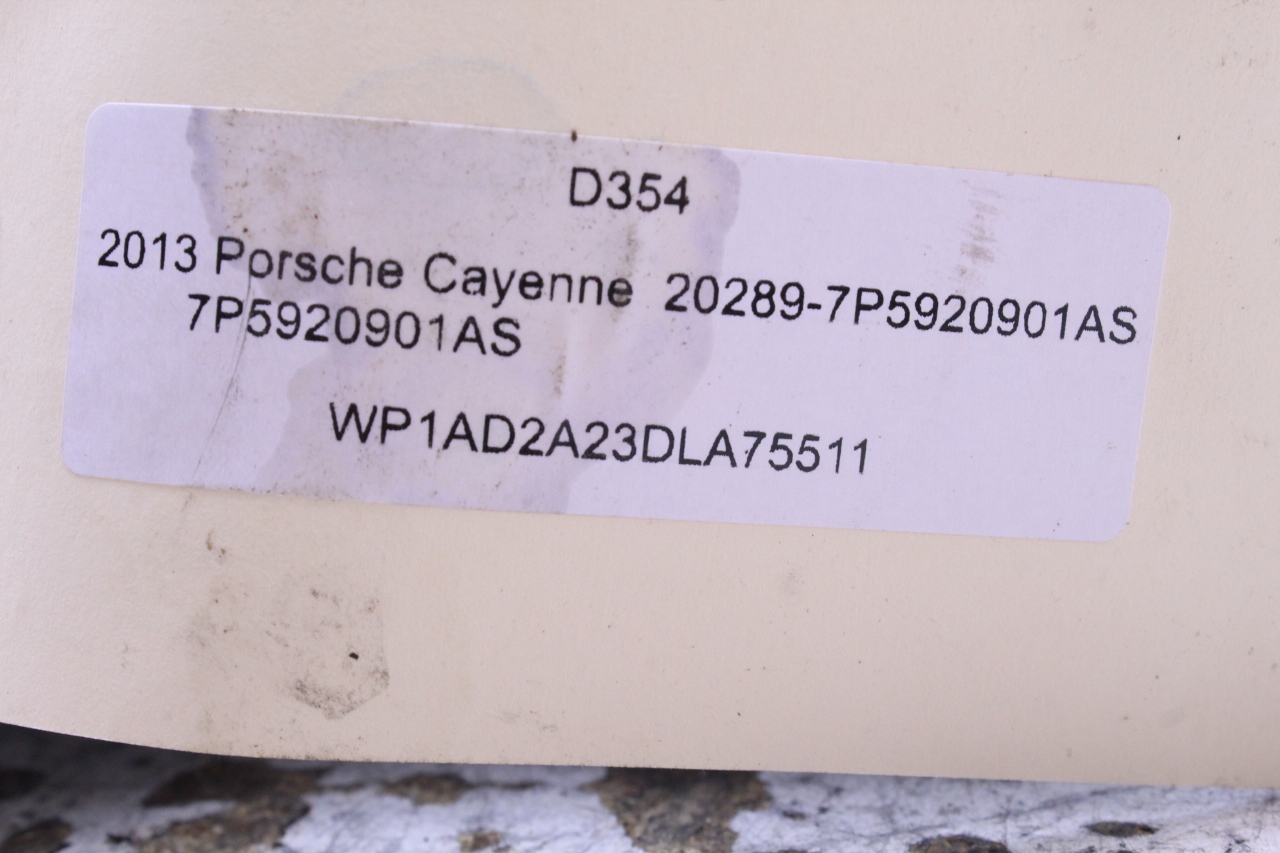 D354
2013 Porsche Cayenne 20289-7P5920901AS
7P5920901AS
WP1AD2A23DLA75511